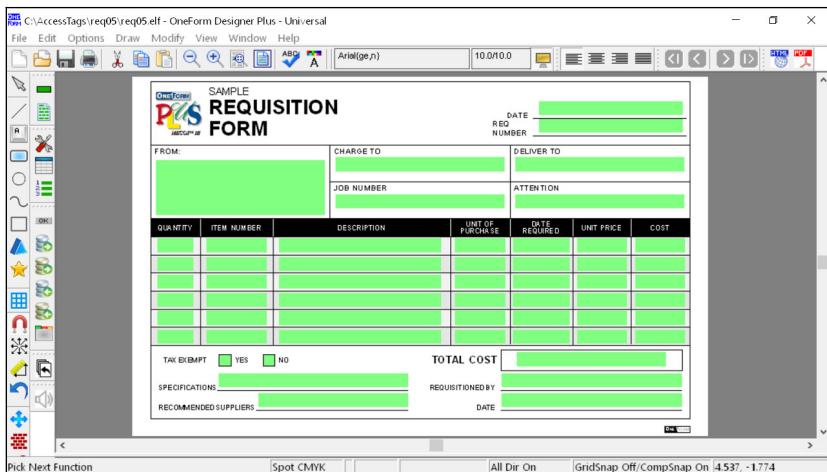 C:\AccessTags\req05\req05.elf - OneForm Designer Plus - Universal
File Edit Options Draw Modify View Window Help
Arial(ge,n) 10.0/10.0
SAMPLE
REQUISITION
FORM
DATE
REQ
NUMBER
FROM: CHARGE TO DELIVER TO
JOB NUMBER ATTENTION
QUANTITY ITEM NUMBER DESCRIPTION UNIT OF PURCHASE DATE REQUIRED UNIT PRICE COST
TAX EXEMPT YES NO TOTAL COST
SPECIFICATIONS REQUISITIONED BY
RECOMMENDED SUPPLIERS DATE
Pick Next Function Spot CMYK All Dir On GridSnap Off/CompSnap On 4.537, -1.774